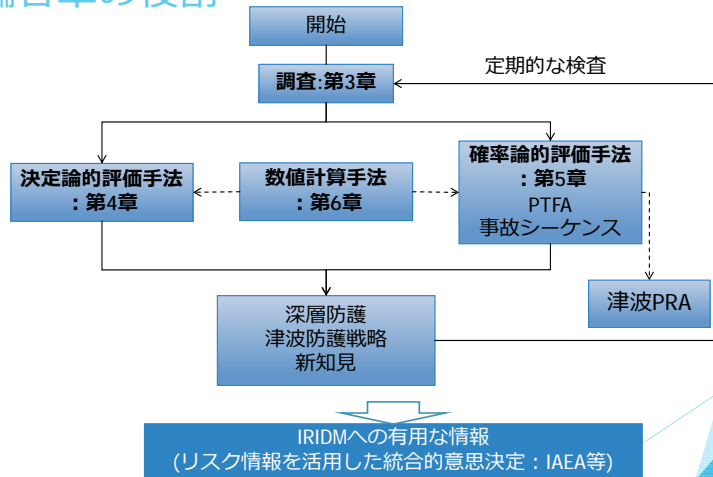 章の役割
開始
定期的な検査
調査:第3章
決定論的評価手法
：第4章
数値計算手法
：第6章
確率論的評価手法
：第5章
PTFA
事故シーケンス
津波PRA
深層防護
津波防護戦略
新知見
IRIDMへの有用な情報
(リスク情報を活用した統合的意思決定：IAEA等)